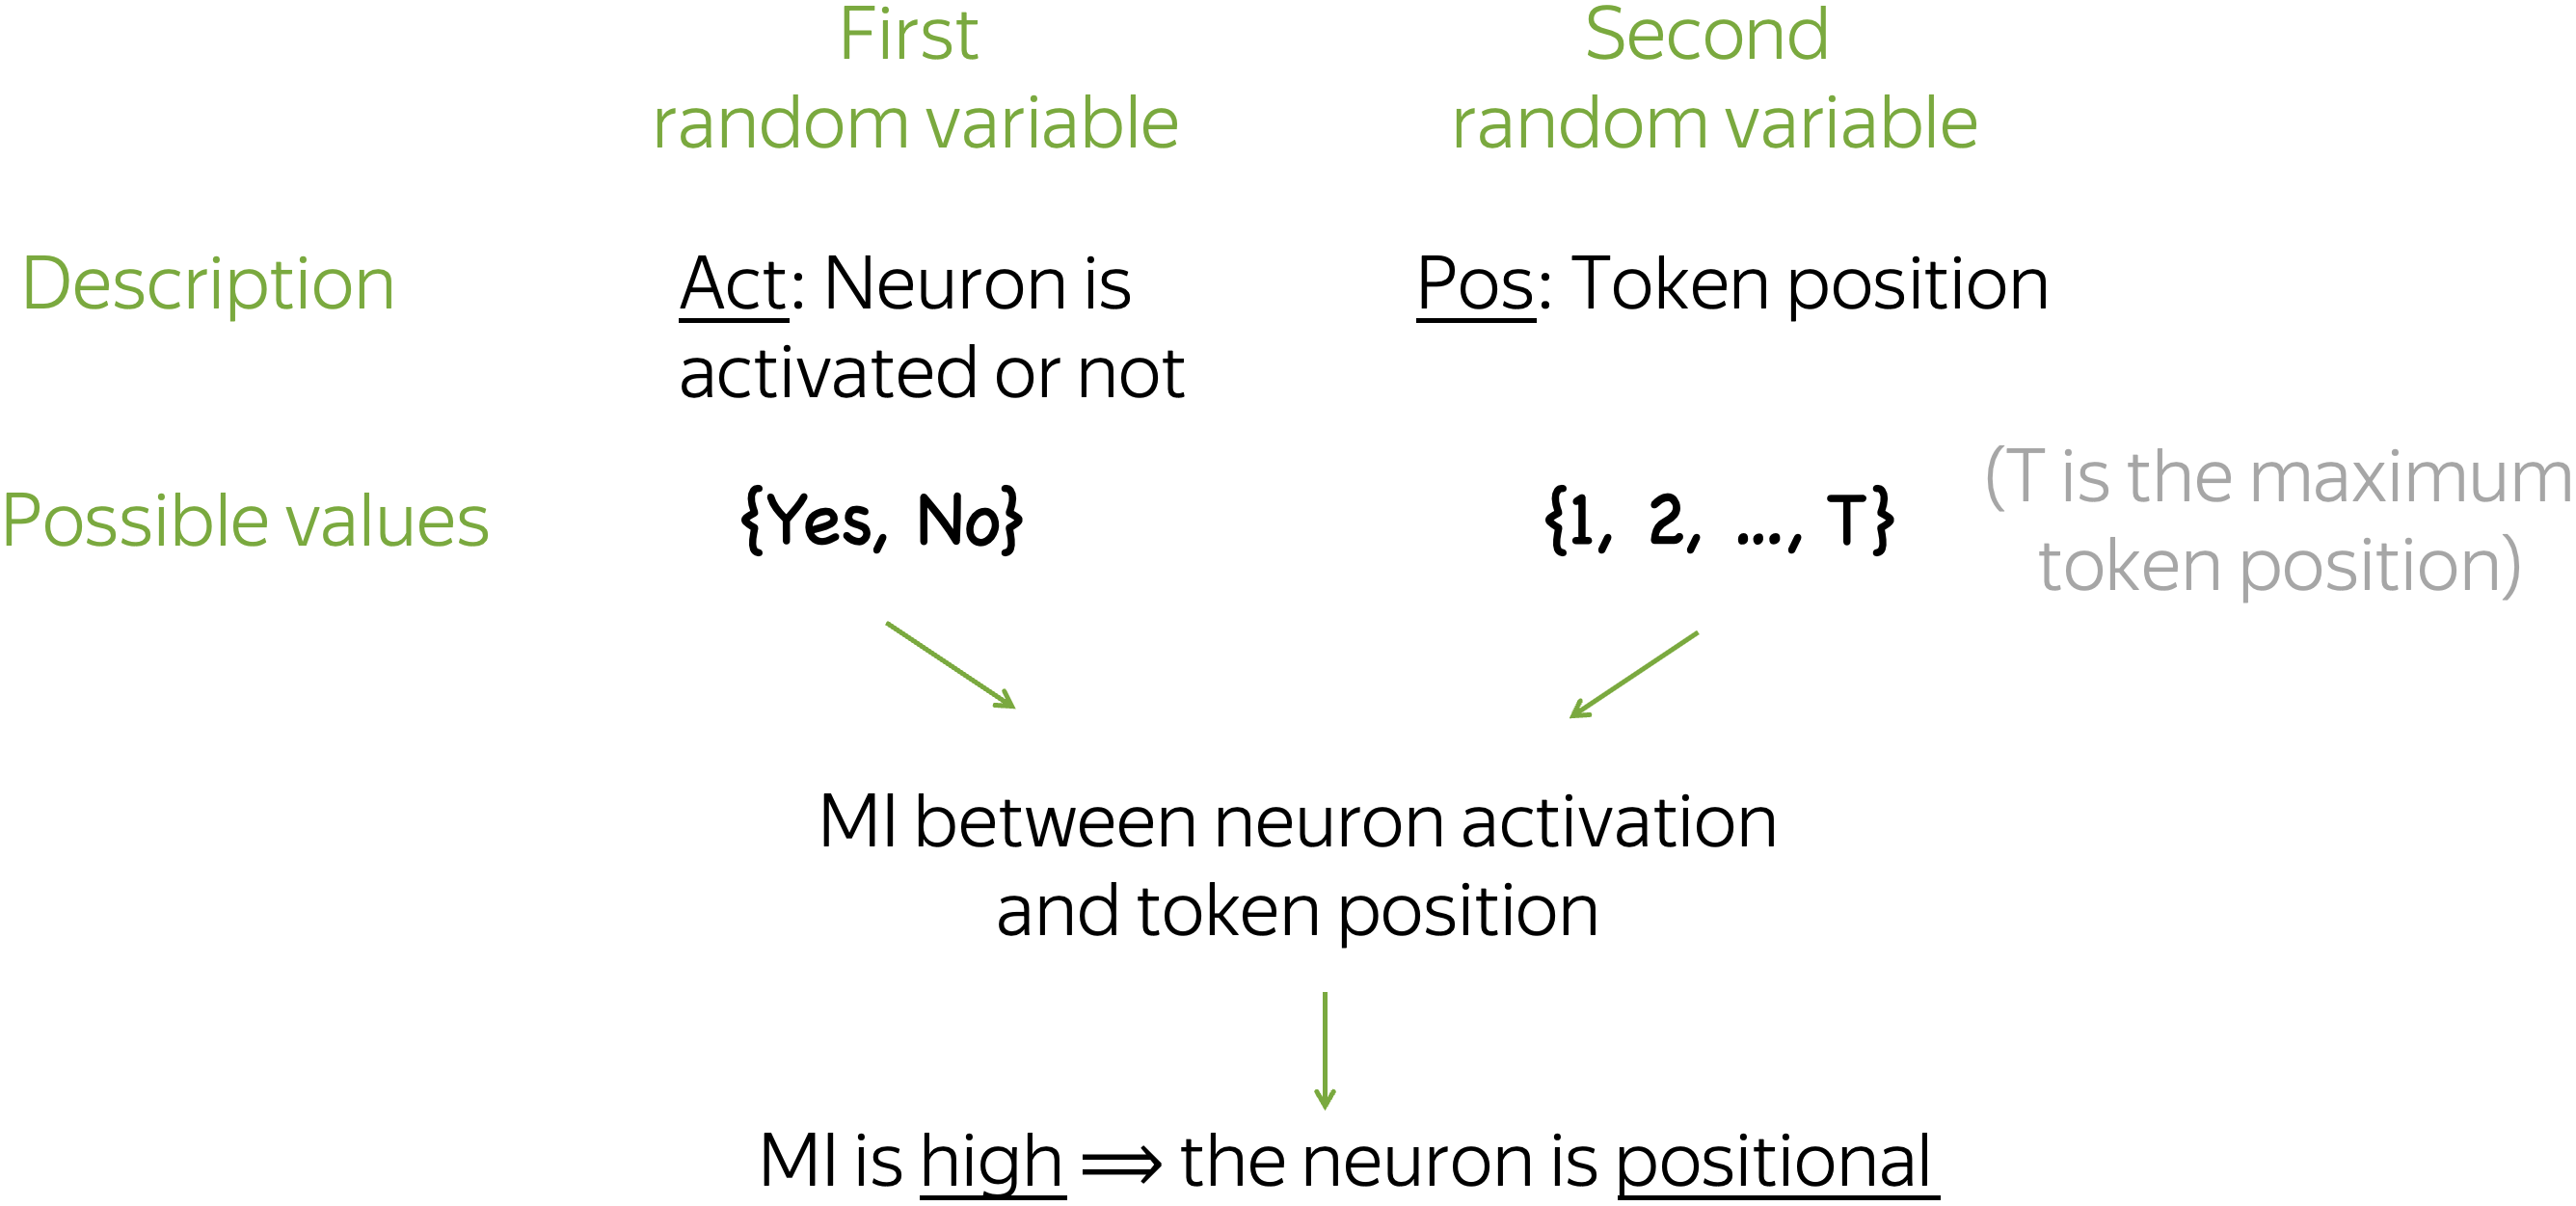 First
random variable
Second
random variable
Description
Act: Neuron is
activated or not
Pos: Token position
Possible values
{Yes, No}
{1, 2, ..., T}
(T is the maximum
token position)
MI between neuron activation
and token position
MI is high ⟹ the neuron is positional